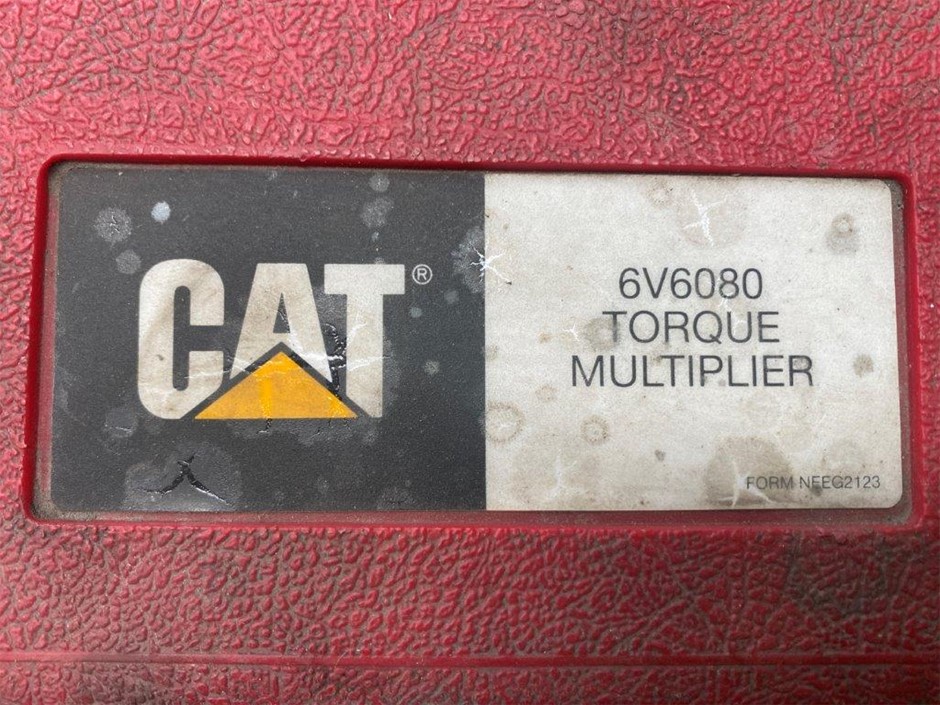 CAT®
6V6080
TORQUE
MULTIPLIER
FORM NEEG2123